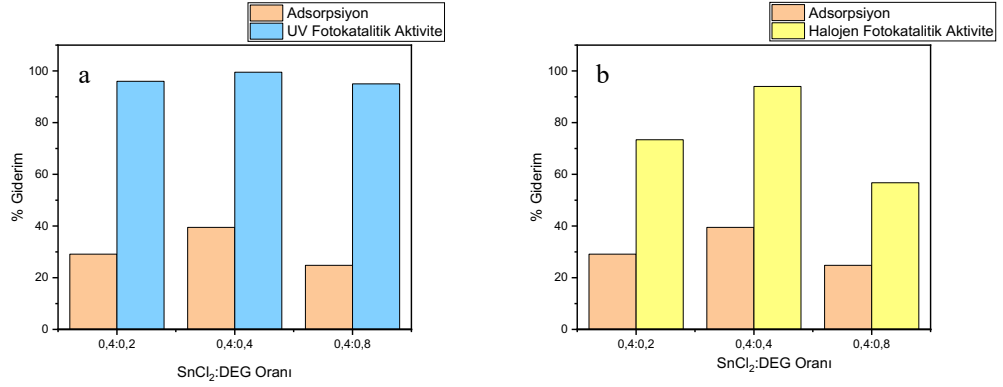 Adsorpsiyon
UV Fotokatalitik Aktivite
a
% Giderim
100
80
60
40
20
0
0,4:0,2
0,4:0,4
0,4:0,8
SnCl₂:DEG Oranı
Adsorpsiyon
Halojen Fotokatalitik Aktivite
b
% Giderim
100
80
60
40
20
0
0,4:0,2
0,4:0,4
0,4:0,8
SnCl₂:DEG Oranı